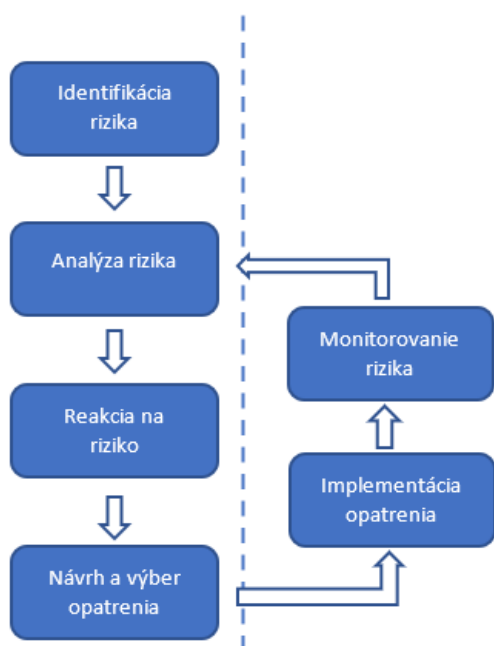 Identifikácia
rizika
Analýza rizika
Reakcia na
riziko
Návrh a výber
opatrenia
Monitorovanie
rizika
Implementácia
opatrenia